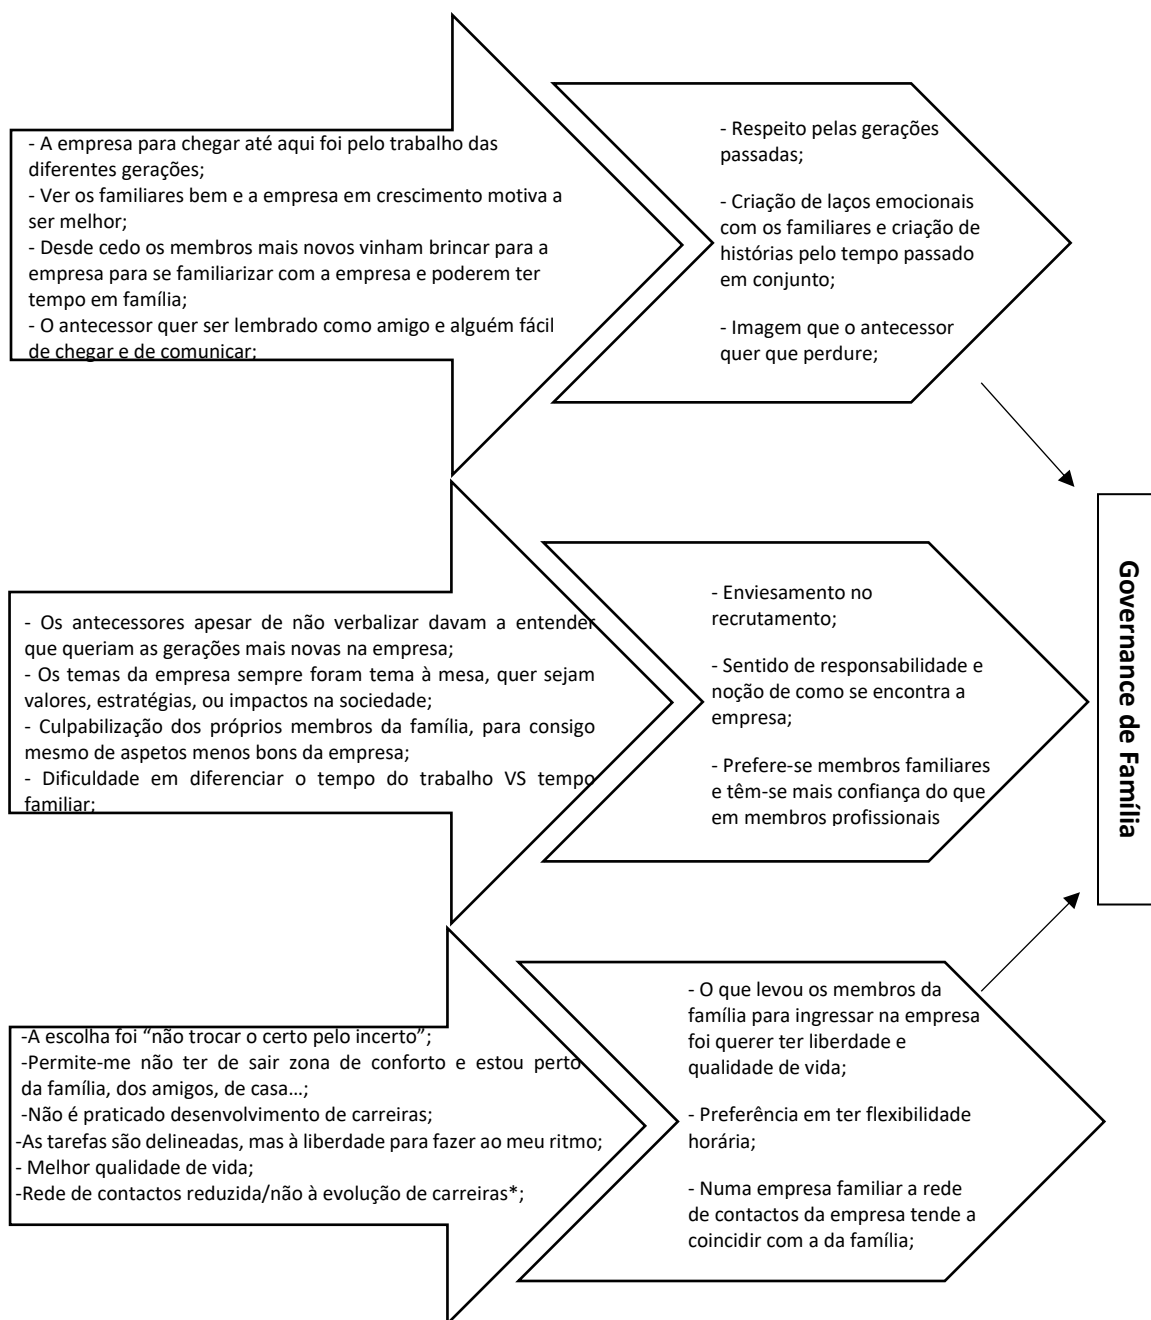 - A empresa para chegar até aqui foi pelo trabalho das
diferentes gerações;
- Ver os familiares bem e a empresa em crescimento motiva a
ser melhor;
- Desde cedo os membros mais novos vinham brincar para a
empresa para se familiarizar com a empresa e poderem ter
tempo em família;
- O antecessor quer ser lembrado como amigo e alguém fácil
de chegar e de comunicar;
- Respeito pelas gerações
passadas;
- Criação de laços emocionais
com os familiares e criação de
histórias pelo tempo passado
em conjunto;
- Imagem que o antecessor
quer que perdure;
- Os antecessores apesar de não verbalizar davam a entender
que queriam as gerações mais novas na empresa;
- Os temas da empresa sempre foram tema à mesa, quer sejam
valores, estratégias, ou impactos na sociedade;
- Culpabilização dos próprios membros da família, para consigo
mesmo de aspetos menos bons da empresa;
- Dificuldade em diferenciar o tempo do trabalho VS tempo
familiar;
- Enviesamento no
recrutamento;
- Sentido de responsabilidade e
noção de como se encontra a
empresa;
- Prefere-se membros familiares
e têm-se mais confiança do que
em membros profissionais
-A escolha foi “não trocar o certo pelo incerto”;
-Permite-me não ter de sair zona de conforto e estou perto
da família, dos amigos, de casa...;
-Não é praticado desenvolvimento de carreiras;
-As tarefas são delineadas, mas à liberdade para fazer ao meu ritmo;
- Melhor qualidade de vida;
-Rede de contactos reduzida/não à evolução de carreiras*;
- O que levou os membros da
família para ingressar na empresa
foi querer ter liberdade e
qualidade de vida;
- Preferência em ter flexibilidade
horária;
- Numa empresa familiar a rede
de contactos da empresa tende a
coincidir com a da família;
Governance de Família